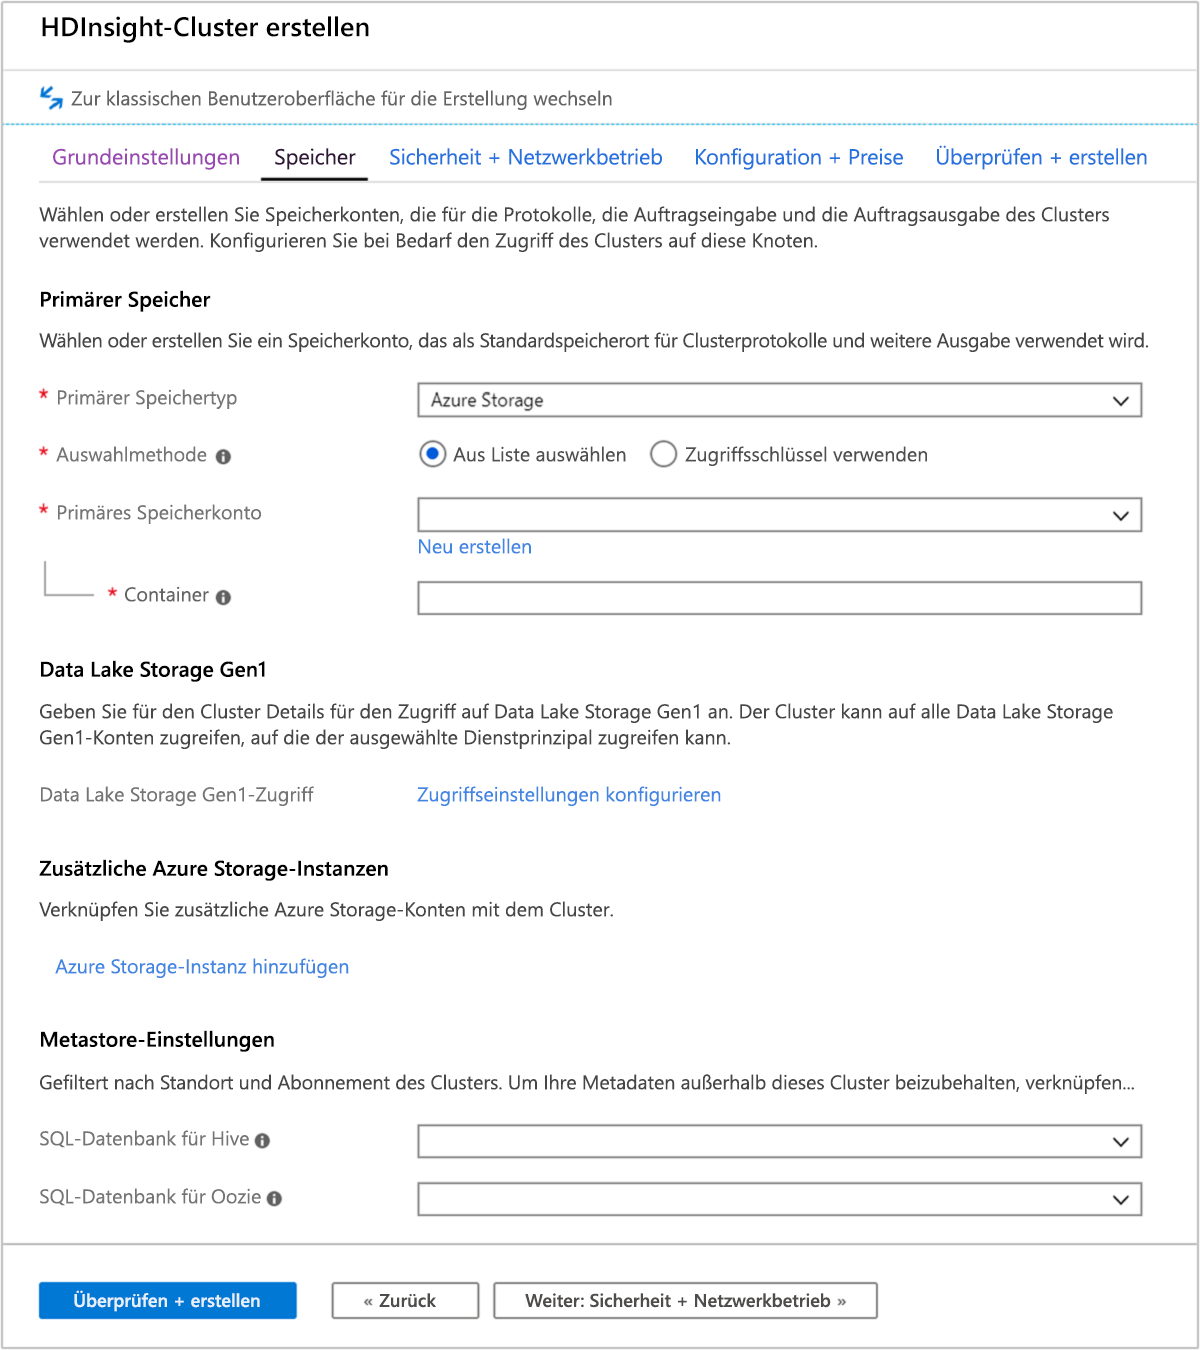 HDInsight-Cluster erstellen
Zur klassischen Benutzeroberfläche für die Erstellung wechseln
Grundeinstellungen Speicher Sicherheit + Netzwerkbetrieb Konfiguration + Preise Überprüfen + erstellen
Wählen oder erstellen Sie Speicherkonten, die für die Protokolle, die Auftragseingabe und die Auftragsausgabe des Clusters
verwendet werden. Konfigurieren Sie bei Bedarf den Zugriff des Clusters auf diese Knoten.
Primärer Speicher
Wählen oder erstellen Sie ein Speicherkonto, das als Standardspeicherort für Clusterprotokolle und weitere Ausgabe verwendet wird.
* Primärer Speichertyp Azure Storage
* Auswahlmethode Aus Liste auswählen Zugriffsschlüssel verwenden
* Primäres Speicherkonto
Neu erstellen
* Container
Data Lake Storage Gen1
Geben Sie für den Cluster Details für den Zugriff auf Data Lake Storage Gen1 an. Der Cluster kann auf alle Data Lake Storage
Gen1-Konten zugreifen, auf die der ausgewählte Dienstprinzipal zugreifen kann.
Data Lake Storage Gen1-Zugriff Zugriffseinstellungen konfigurieren
Zusätzliche Azure Storage-Instanzen
Verknüpfen Sie zusätzliche Azure Storage-Konten mit dem Cluster.
Azure Storage-Instanz hinzufügen
Metastore-Einstellungen
Gefiltert nach Standort und Abonnement des Clusters. Um Ihre Metadaten außerhalb dieses Cluster beizubehalten, verknüpfen...
SQL-Datenbank für Hive
SQL-Datenbank für Oozie
Überprüfen + erstellen « Zurück Weiter: Sicherheit + Netzwerkbetrieb »